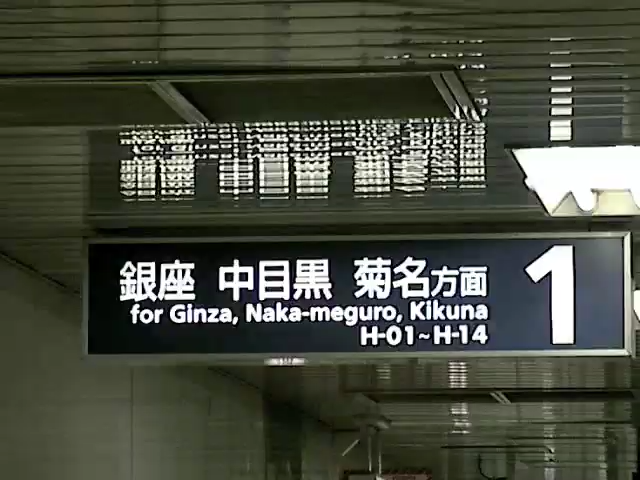 銀座 中目黒 菊名方面 1
for Ginza, Naka-meguro, Kikuna
H-01~H-14